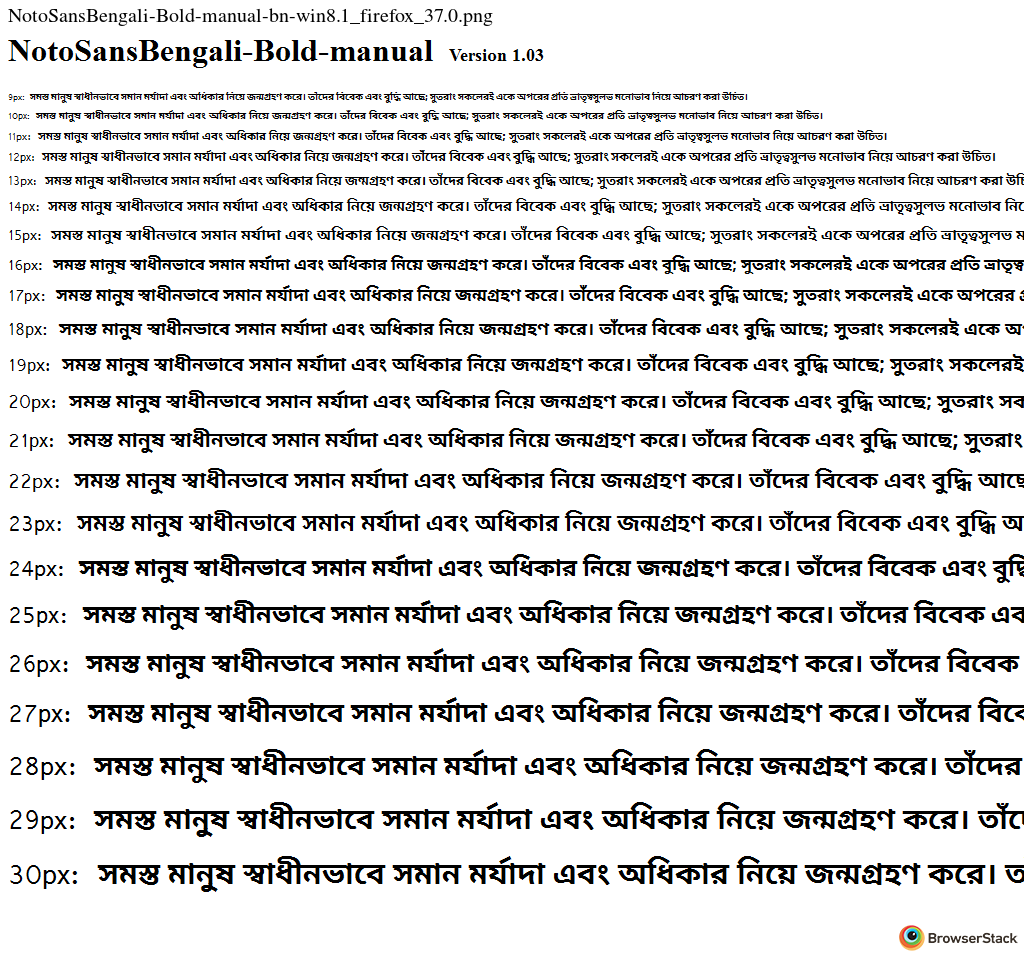 NotoSansBengali-Bold-manual-bn-win8.1_firefox_37.0.png
NotoSansBengali-Bold-manual Version 1.03
9px: সমস্ত মানুষ স্বাধীনভাবে সমান মর্যাদা এবং অধিকার নিয়ে জন্মগ্রহণ করে। তাঁদের বিবেক এবং বুদ্ধি আছে; সুতরাং সকলেরই একে অপরের প্রতি ভ্রাতৃত্বসুলভ মনোভাব নিয়ে আচরণ করা উচিত।
10px: সমস্ত মানুষ স্বাধীনভাবে সমান মর্যাদা এবং অধিকার নিয়ে জন্মগ্রহণ করে। তাঁদের বিবেক এবং বুদ্ধি আছে; সুতরাং সকলেরই একে অপরের প্রতি ভ্রাতৃত্বসুলভ মনোভাব নিয়ে আচরণ করা উচিত।
11px: সমস্ত মানুষ স্বাধীনভাবে সমান মর্যাদা এবং অধিকার নিয়ে জন্মগ্রহণ করে। তাঁদের বিবেক এবং বুদ্ধি আছে; সুতরাং সকলেরই একে অপরের প্রতি ভ্রাতৃত্বসুলভ মনোভাব নিয়ে আচরণ করা উচিত।
12px: সমস্ত মানুষ স্বাধীনভাবে সমান মর্যাদা এবং অধিকার নিয়ে জন্মগ্রহণ করে। তাঁদের বিবেক এবং বুদ্ধি আছে; সুতরাং সকলেরই একে অপরের প্রতি ভ্রাতৃত্বসুলভ মনোভাব নিয়ে আচরণ করা উচিত।
13px: সমস্ত মানুষ স্বাধীনভাবে সমান মর্যাদা এবং অধিকার নিয়ে জন্মগ্রহণ করে। তাঁদের বিবেক এবং বুদ্ধি আছে; সুতরাং সকলেরই একে অপরের প্রতি ভ্রাতৃত্বসুলভ মনোভাব নিয়ে আচরণ করা
14px: সমস্ত মানুষ স্বাধীনভাবে সমান মর্যাদা এবং অধিকার নিয়ে জন্মগ্রহণ করে। তাঁদের বিবেক এবং বুদ্ধি আছে; সুতরাং সকলেরই একে অপরের প্রতি ভ্রাতৃত্বসুলভ মনোভাব
15px: সমস্ত মানুষ স্বাধীনভাবে সমান মর্যাদা এবং অধিকার নিয়ে জন্মগ্রহণ করে। তাঁদের বিবেক এবং বুদ্ধি আছে; সুতরাং সকলেরই একে অপরের প্রতি ভ্রাতৃত্বসুলভ
16px: সমস্ত মানুষ স্বাধীনভাবে সমান মর্যাদা এবং অধিকার নিয়ে জন্মগ্রহণ করে। তাঁদের বিবেক এবং বুদ্ধি আছে; সুতরাং সকলেরই একে অপরের প্রতি
17px: সমস্ত মানুষ স্বাধীনভাবে সমান মর্যাদা এবং অধিকার নিয়ে জন্মগ্রহণ করে। তাঁদের বিবেক এবং বুদ্ধি আছে; সুতরাং সকলেরই একে অপরের
18px: সমস্ত মানুষ স্বাধীনভাবে সমান মর্যাদা এবং অধিকার নিয়ে জন্মগ্রহণ করে। তাঁদের বিবেক এবং বুদ্ধি আছে; সুতরাং সকলেরই একে
19px: সমস্ত মানুষ স্বাধীনভাবে সমান মর্যাদা এবং অধিকার নিয়ে জন্মগ্রহণ করে। তাঁদের বিবেক এবং বুদ্ধি আছে; সুতরাং সকলেরই
20px: সমস্ত মানুষ স্বাধীনভাবে সমান মর্যাদা এবং অধিকার নিয়ে জন্মগ্রহণ করে। তাঁদের বিবেক এবং বুদ্ধি আছে; সুতরাং
21px: সমস্ত মানুষ স্বাধীনভাবে সমান মর্যাদা এবং অধিকার নিয়ে জন্মগ্রহণ করে। তাঁদের বিবেক এবং বুদ্ধি আছে; সুতরাং
22px: সমস্ত মানুষ স্বাধীনভাবে সমান মর্যাদা এবং অধিকার নিয়ে জন্মগ্রহণ করে। তাঁদের বিবেক এবং বুদ্ধি আছে
23px: সমস্ত মানুষ স্বাধীনভাবে সমান মর্যাদা এবং অধিকার নিয়ে জন্মগ্রহণ করে। তাঁদের বিবেক এবং বুদ্ধি
24px: সমস্ত মানুষ স্বাধীনভাবে সমান মর্যাদা এবং অধিকার নিয়ে জন্মগ্রহণ করে। তাঁদের বিবেক এবং
25px: সমস্ত মানুষ স্বাধীনভাবে সমান মর্যাদা এবং অধিকার নিয়ে জন্মগ্রহণ করে। তাঁদের বিবেক
26px: সমস্ত মানুষ স্বাধীনভাবে সমান মর্যাদা এবং অধিকার নিয়ে জন্মগ্রহণ করে। তাঁদের বিবেক
27px: সমস্ত মানুষ স্বাধীনভাবে সমান মর্যাদা এবং অধিকার নিয়ে জন্মগ্রহণ করে। তাঁদের
28px: সমস্ত মানুষ স্বাধীনভাবে সমান মর্যাদা এবং অধিকার নিয়ে জন্মগ্রহণ করে। তাঁদের
29px: সমস্ত মানুষ স্বাধীনভাবে সমান মর্যাদা এবং অধিকার নিয়ে জন্মগ্রহণ করে।
30px: সমস্ত মানুষ স্বাধীনভাবে সমান মর্যাদা এবং অধিকার নিয়ে জন্মগ্রহণ করে।
BrowserStack